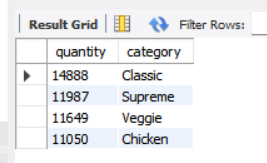 Result Grid Filter Rows:
quantity category
14888 Classic
11987 Supreme
11649 Veggie
11050 Chicken